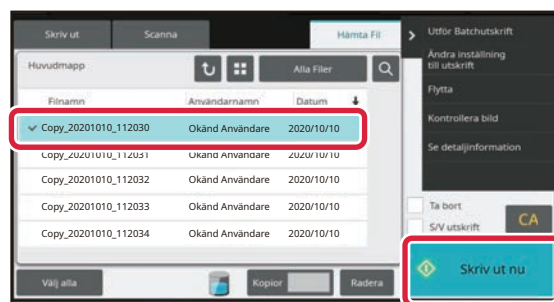 Skriv ut
Scanna
Hämta Fil
Huvudmapp
Alla Filer
Filnamn
Användarnamn
Datum
Copy_20201010_112030
Okänd Användare
2020/10/10
Copy_20201010_112031
Okänd Användare
2020/10/10
Copy_20201010_112032
Okänd Användare
2020/10/10
Copy_20201010_112033
Okänd Användare
2020/10/10
Copy_20201010_112034
Okänd Användare
2020/10/10
Välj alla
Kopior
Radera
Utför Batchutskrift
Ändra inställning
till utskrift
Flytta
Kontrollera bild
Se detaljinformation
Ta bort
S/V utskrift
CA
Skriv ut nu